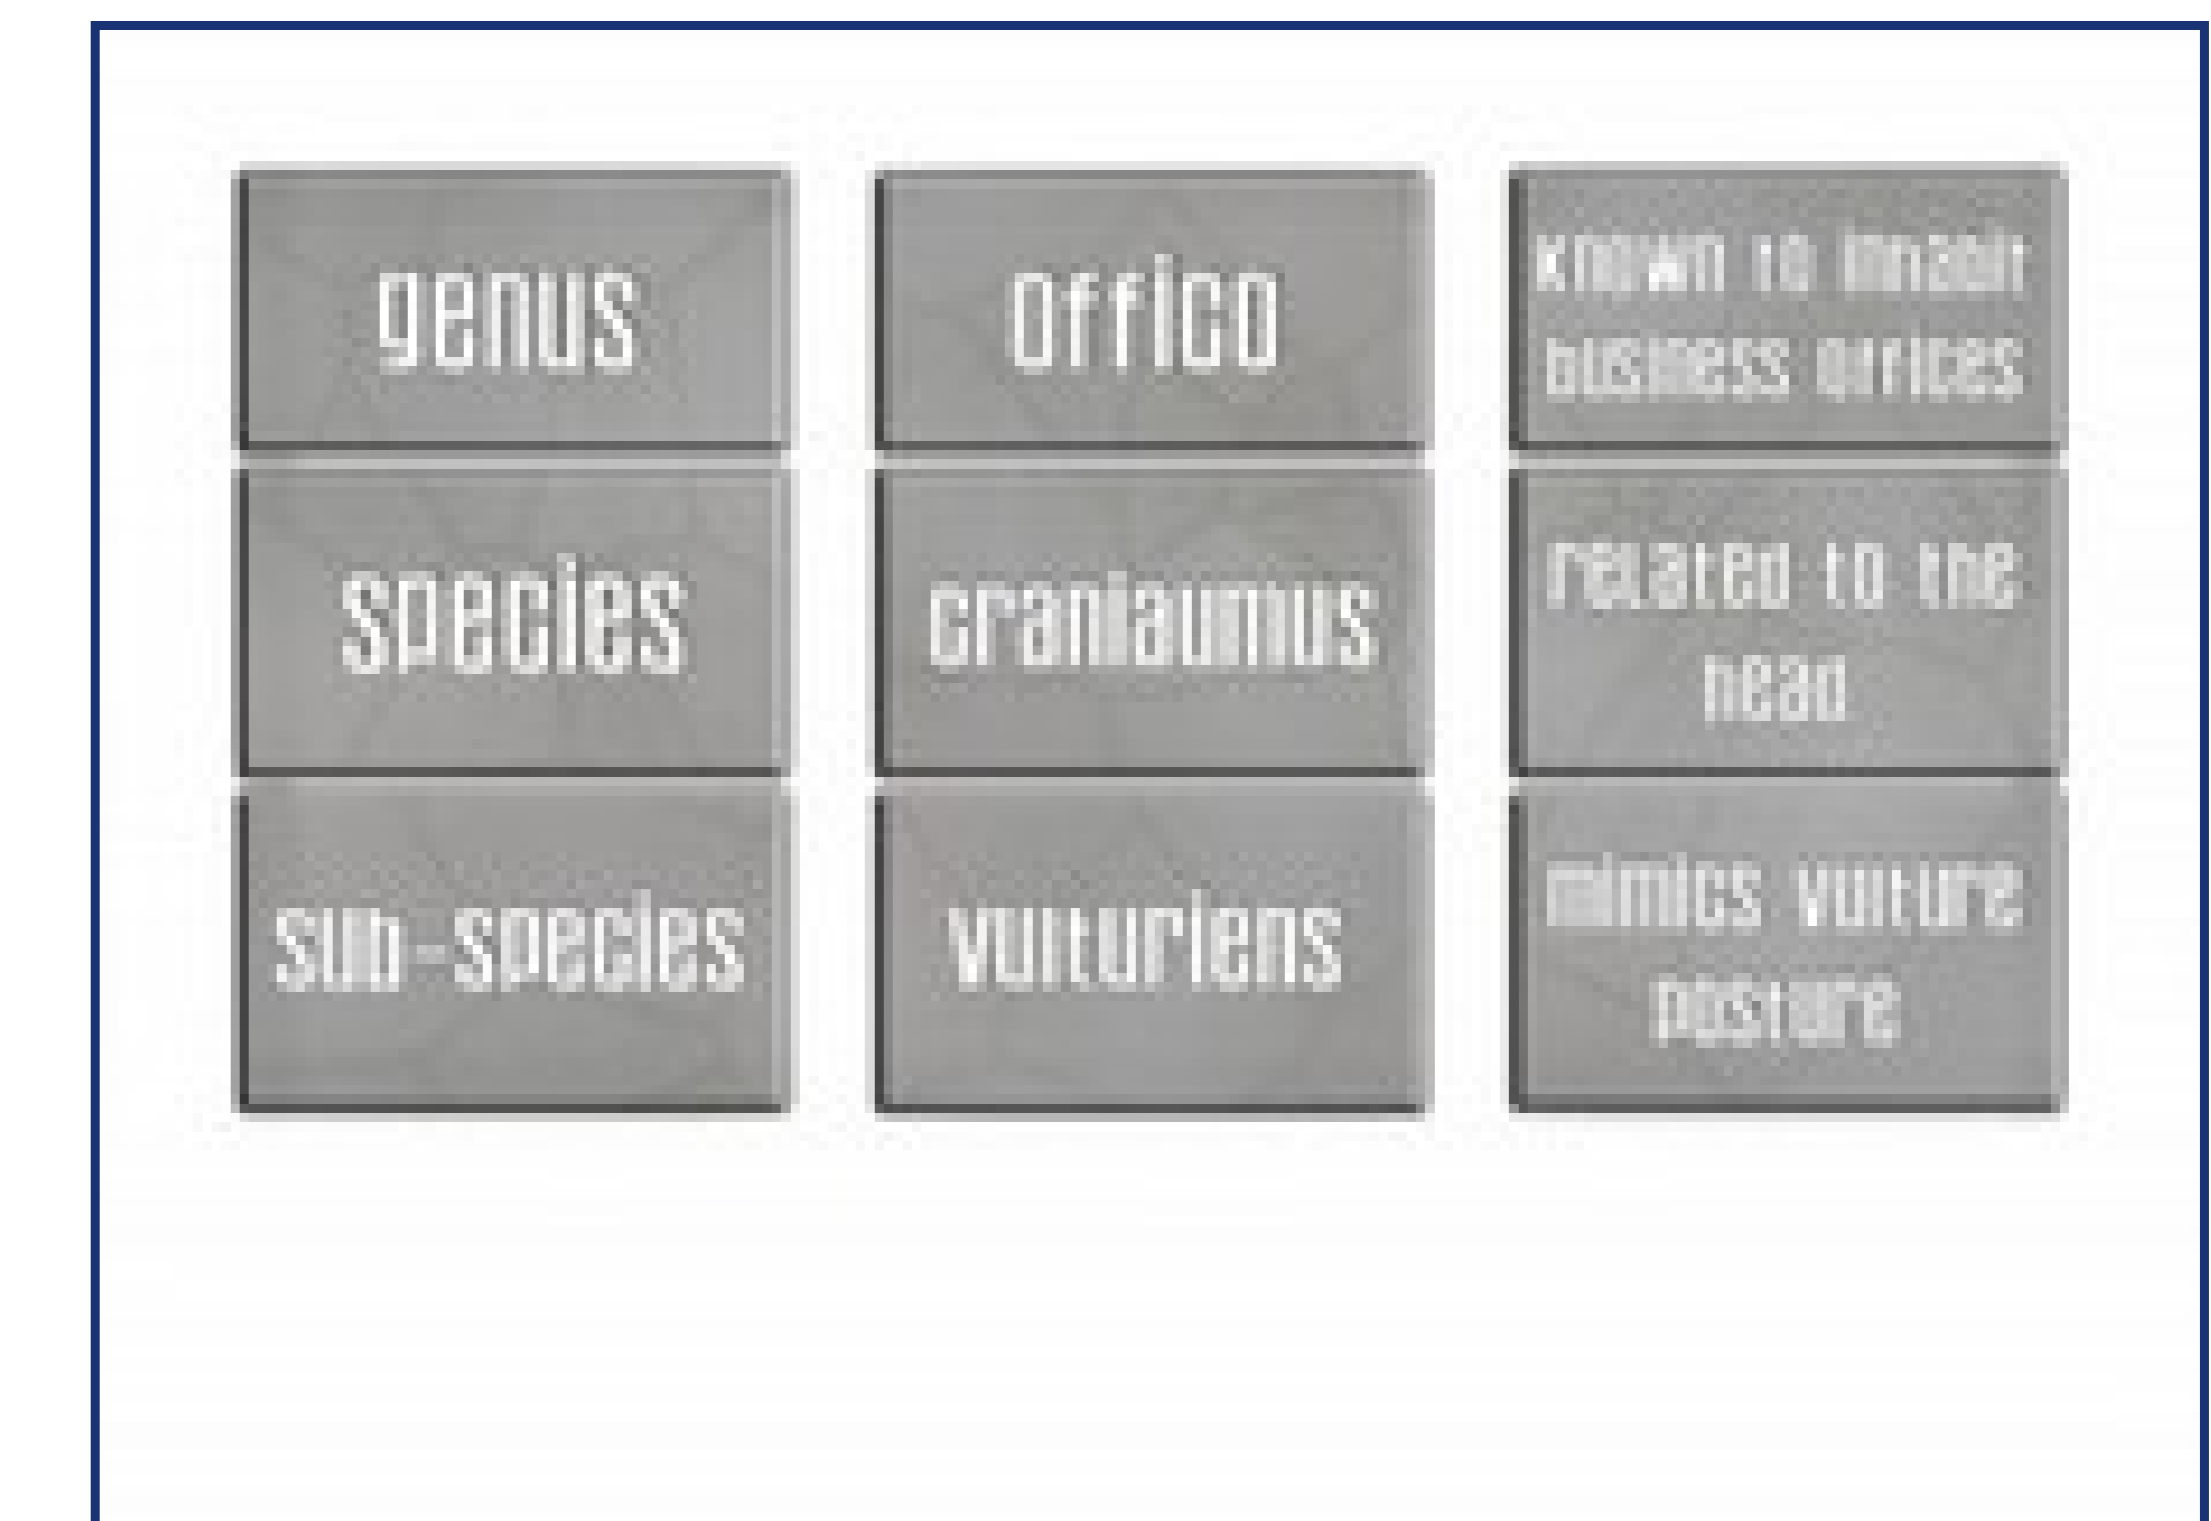 genus
offico
known to inhabit
business offices
species
craniaumus
related to the
head
sub-species
vulturiens
mimics vulture
posture